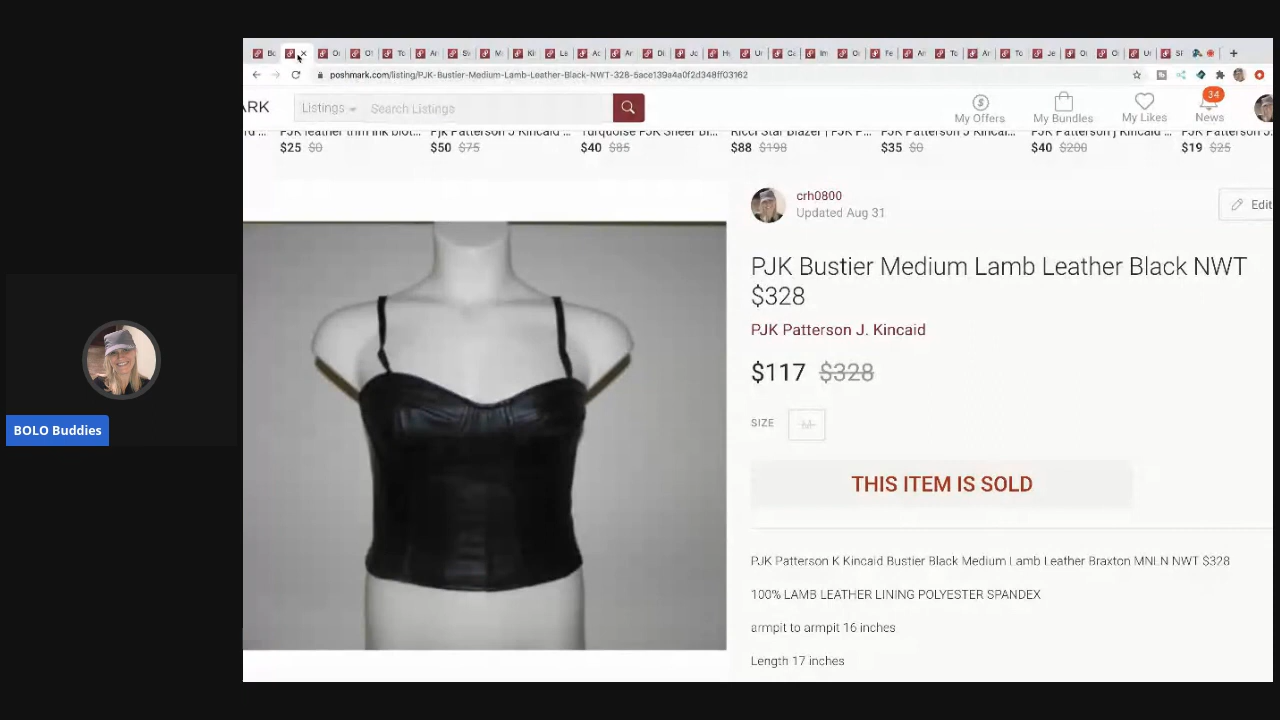 poshmark.com/listing/PJK-Bustier-Medium-Lamb-Leather-Black-NWT-328-5ace139a4a0f2d348ff03162
ARK
Listings
Search Listings
My Offers
My Bundles
My Likes
34
News
PJK leather trim ink blot...
Pjk Patterson J Kincaid ...
Turquoise PJK Sheer Bl...
Ricci Star Blazer | PJK P...
PJK Patterson J Kincai...
PJK Patterson j Kincaid ...
PJK Patterson J.
$25 $0
$50 $75
$40 $85
$88 $198
$35 $0
$40 $200
$19 $25
crh0800
Updated Aug 31
Edit
PJK Bustier Medium Lamb Leather Black NWT
$328
PJK Patterson J. Kincaid
$117 $328
SIZE
M
THIS ITEM IS SOLD
PJK Patterson K Kincaid Bustier Black Medium Lamb Leather Braxton MNLN NWT $328
100% LAMB LEATHER LINING POLYESTER SPANDEX
armpit to armpit 16 inches
Length 17 inches
BOLO Buddies